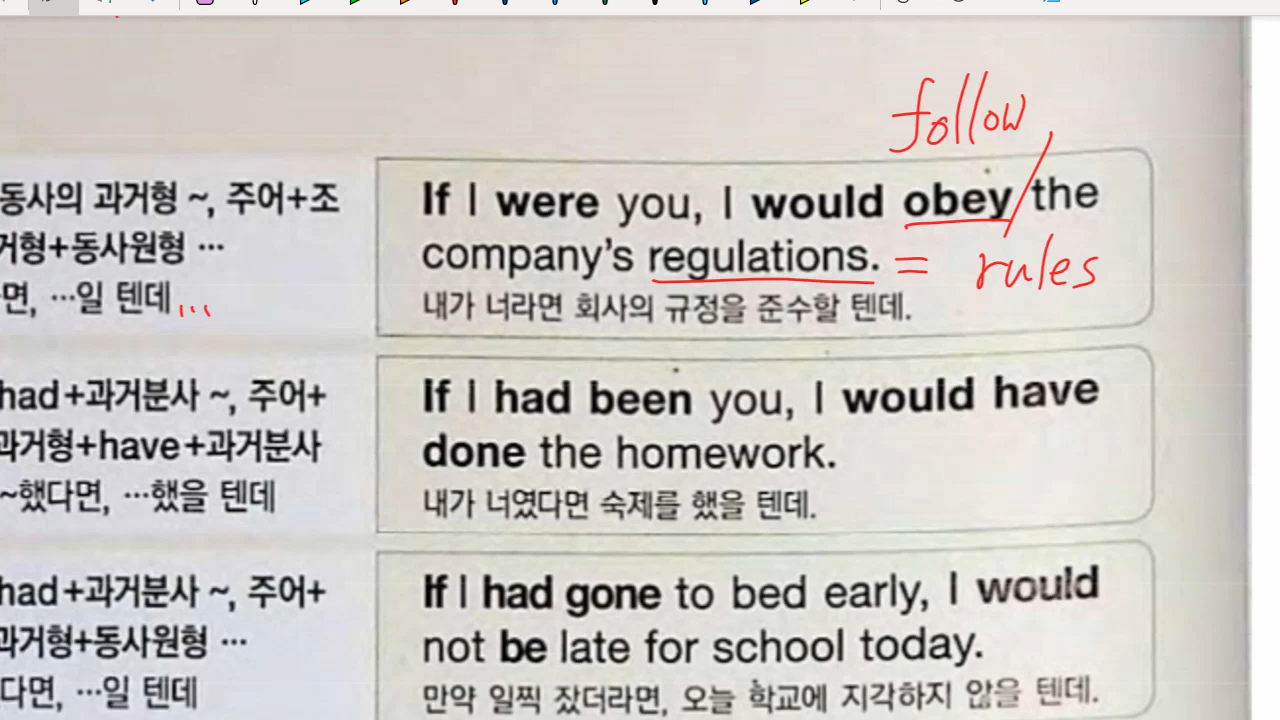 follow
동사의 과거형 ~, 주어+조
거형+동사원형 …
면, …일 텐데...
If I were you, I would obey / the
company's regulations. = rules
내가 너라면 회사의 규정을 준수할 텐데.
had+과거분사 ~, 주어+
과거형+have+과거분사
~했다면, …했을 텐데
If I had been you, I would have
done the homework.
내가 너였다면 숙제를 했을 텐데.
had+과거분사 ~, 주어+
과거형+동사원형 …
다면, …일 텐데
If I had gone to bed early, I would
not be late for school today.
만약 일찍 잤더라면, 오늘 학교에 지각하지 않을 텐데.